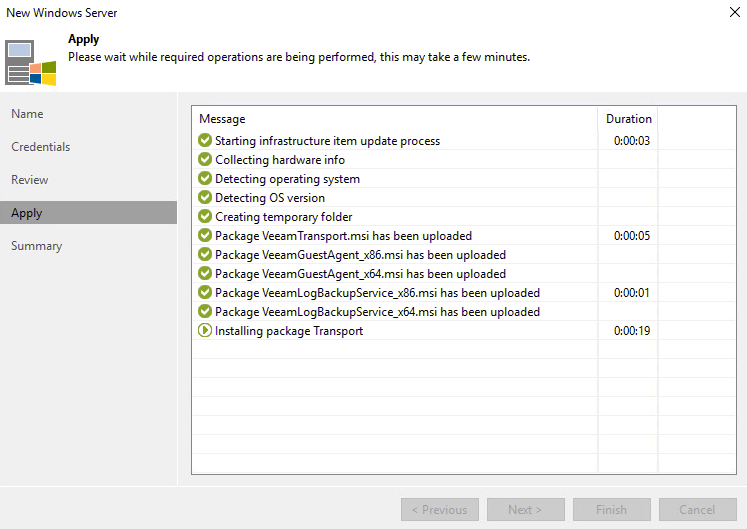 New Windows Server
Apply
Please wait while required operations are being performed, this may take a few minutes.
Name
Credentials
Review
Apply
Summary
Message Duration
Starting infrastructure item update process 0:00:03
Collecting hardware info
Detecting operating system
Detecting OS version
Creating temporary folder
Package VeeamTransport.msi has been uploaded 0:00:05
Package VeeamGuestAgent_x86.msi has been uploaded
Package VeeamGuestAgent_x64.msi has been uploaded
Package VeeamLogBackupService_x86.msi has been uploaded 0:00:01
Package VeeamLogBackupService_x64.msi has been uploaded
Installing package Transport 0:00:19
< Previous Next > Finish Cancel